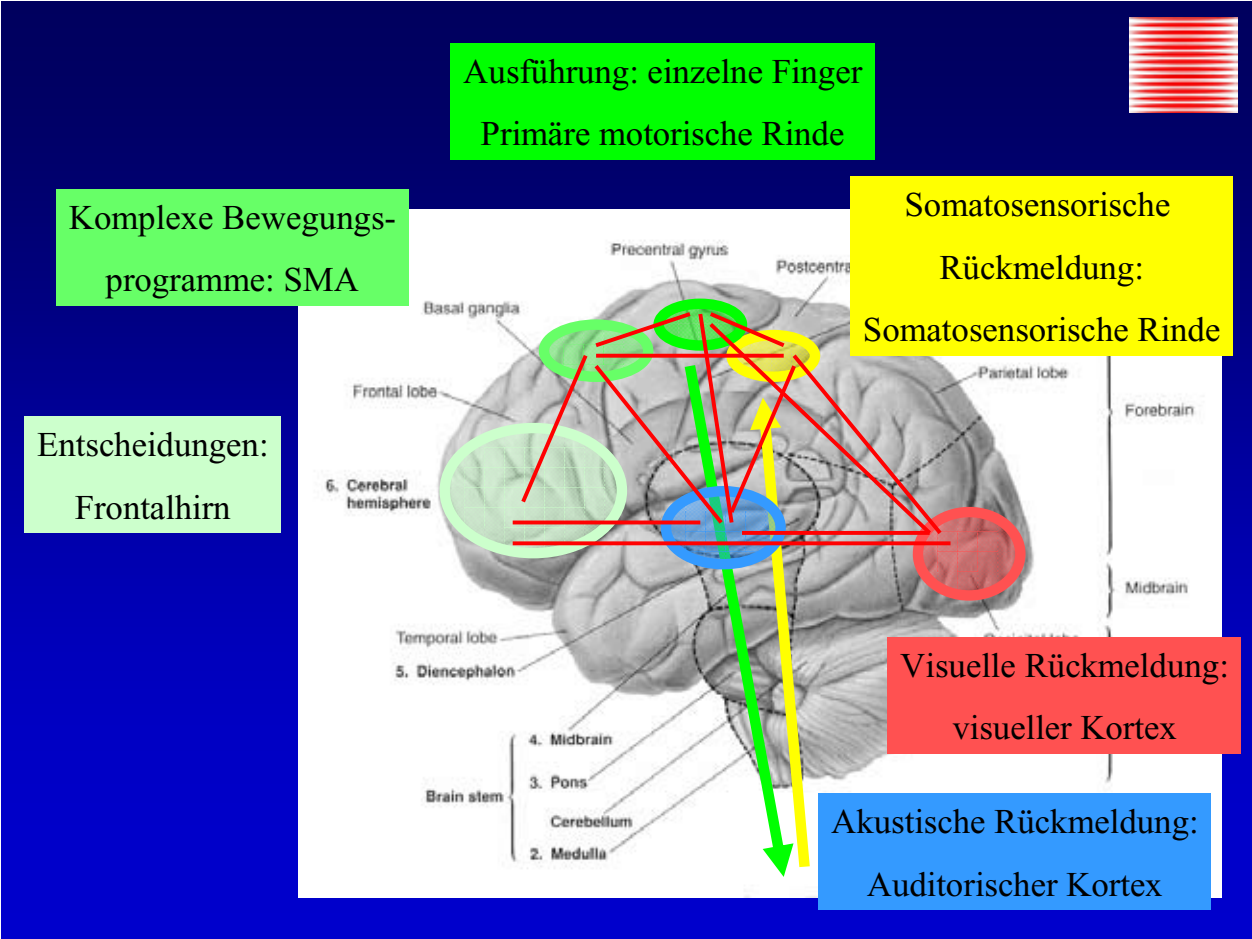 Ausführung: einzelne Finger
Primäre motorische Rinde
Komplexe Bewegungs-
programme: SMA
Somatosensorische
Rückmeldung:
Somatosensorische Rinde
Precentral gyrus
Basal ganglia
Frontal lobe
Parietal lobe
Forebrain
Entscheidungen:
Frontalhirn
6. Cerebral
hemisphere
Midbrain
Temporal lobe
5. Diencephalon
Visuelle Rückmeldung:
visueller Kortex
4. Midbrain
3. Pons
Brain stem
Cerebellum
2. Medulla
Akustische Rückmeldung:
Auditorischer Kortex